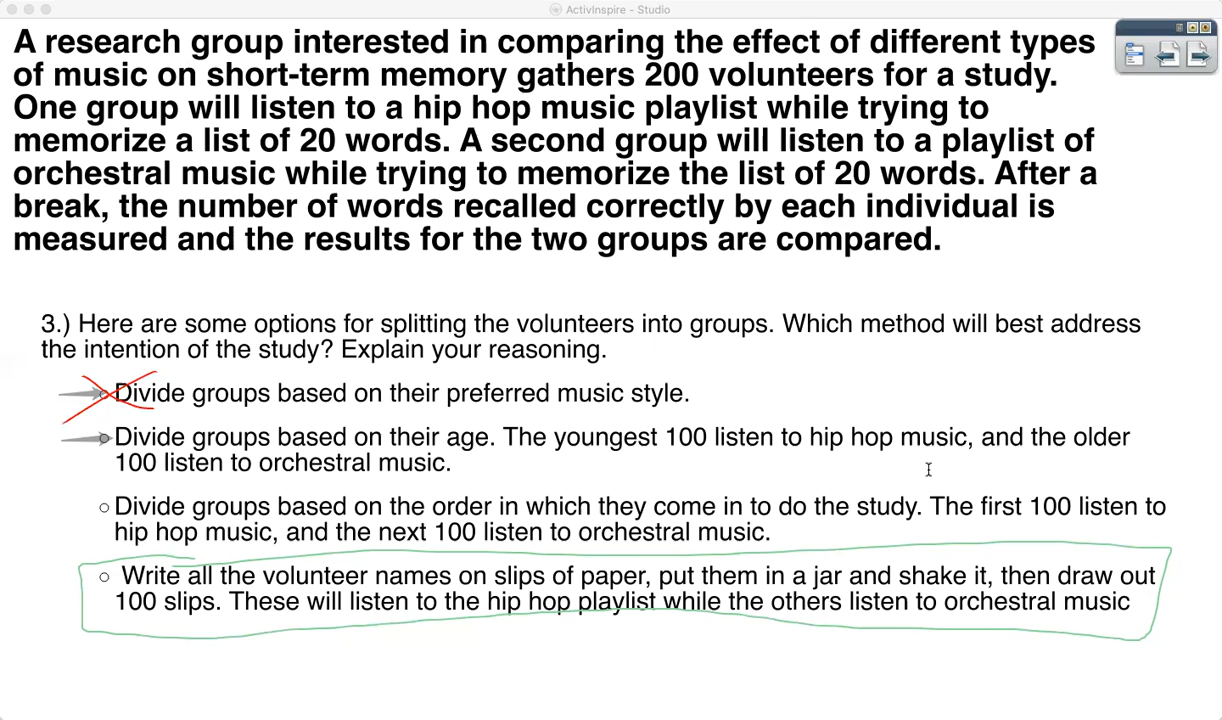 ActivInspire - Studio
A research group interested in comparing the effect of different types
of music on short-term memory gathers 200 volunteers for a study.
One group will listen to a hip hop music playlist while trying to
memorize a list of 20 words. A second group will listen to a playlist of
orchestral music while trying to memorize the list of 20 words. After a
break, the number of words recalled correctly by each individual is
measured and the results for the two groups are compared.
3.) Here are some options for splitting the volunteers into groups. Which method will best address
the intention of the study? Explain your reasoning.
Divide groups based on their preferred music style.
Divide groups based on their age. The youngest 100 listen to hip hop music, and the older
100 listen to orchestral music.
Divide groups based on the order in which they come in to do the study. The first 100 listen to
hip hop music, and the next 100 listen to orchestral music.
Write all the volunteer names on slips of paper, put them in a jar and shake it, then draw out
100 slips. These will listen to the hip hop playlist while the others listen to orchestral music